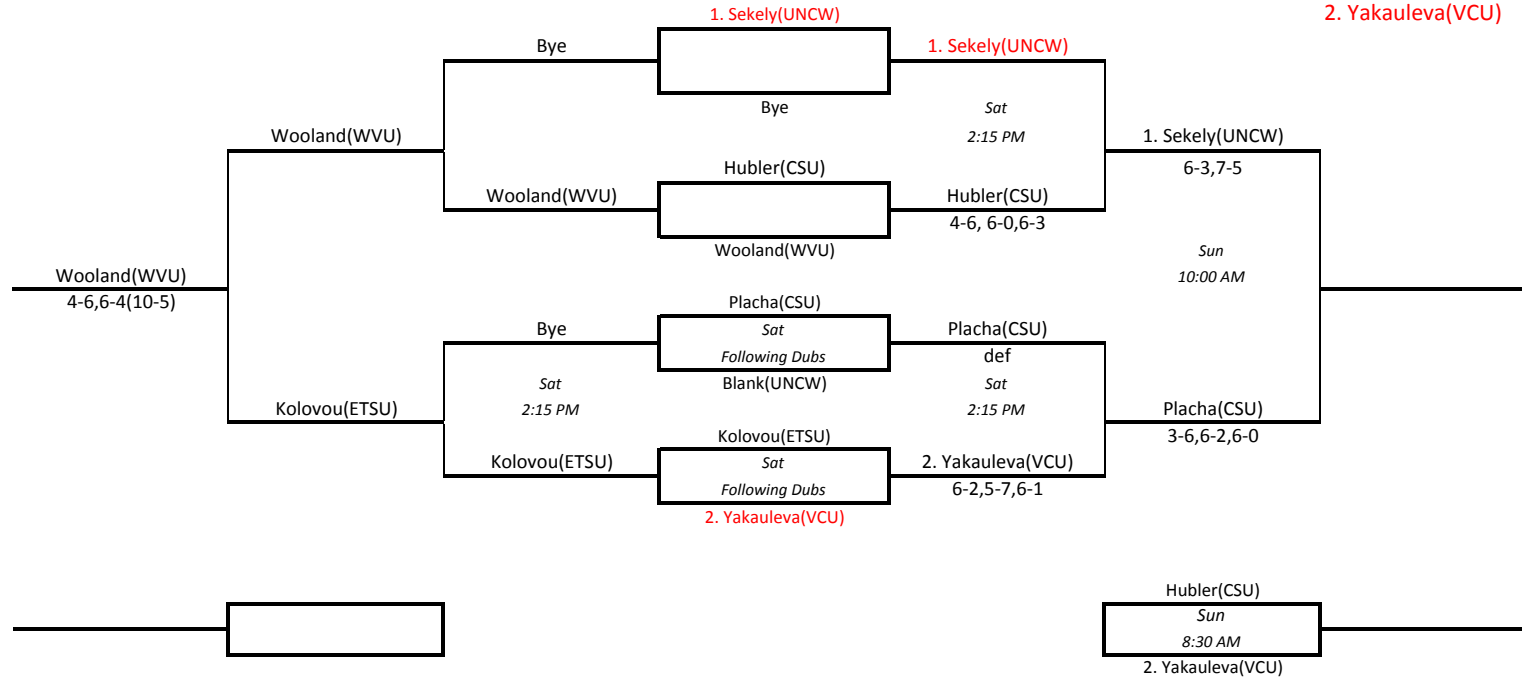 1. Sekely(UNCW)
2. Yakauleva(VCU)
Bye
1. Sekely(UNCW)
Bye
Sat
2:15 PM
Wooland(WVU)
1. Sekely(UNCW)
6-3,7-5
Hubler(CSU)
Wooland(WVU)
Hubler(CSU)
4-6, 6-0,6-3
Wooland(WVU)
Sun
10:00 AM
Wooland(WVU)
4-6,6-4(10-5)
Placha(CSU)
Bye
Sat
Following Dubs
Placha(CSU)
def
Blank(UNCW)
Sat
2:15 PM
Sat
2:15 PM
Kolovou(ETSU)
Placha(CSU)
3-6,6-2,6-0
Kolovou(ETSU)
Kolovou(ETSU)
Sat
Following Dubs
2. Yakauleva(VCU)
6-2,5-7,6-1
2. Yakauleva(VCU)
Hubler(CSU)
Sun
8:30 AM
2. Yakauleva(VCU)